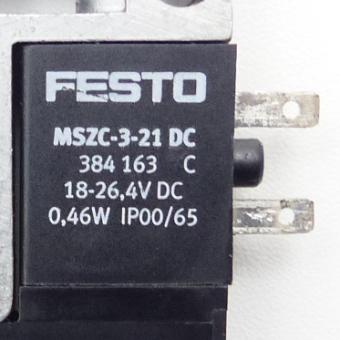 FESTO
MSZC-3-21 DC
384 163 C
18-26,4V DC
0,46W IP00/65